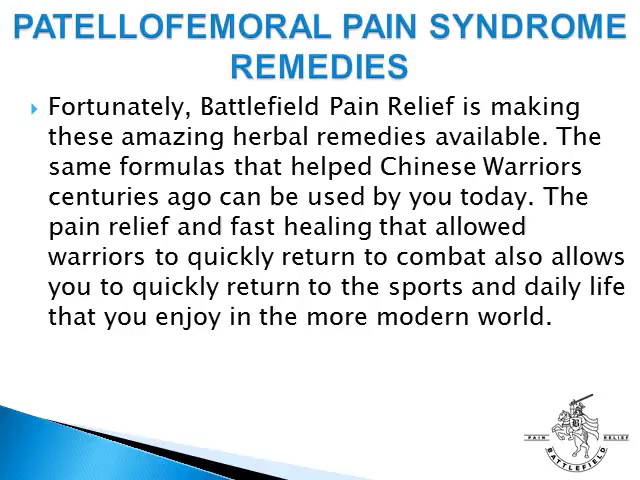 PATELLOFEMORAL PAIN SYNDROME
REMEDIES
Fortunately, Battlefield Pain Relief is making
these amazing herbal remedies available. The
same formulas that helped Chinese Warriors
centuries ago can be used by you today. The
pain relief and fast healing that allowed
warriors to quickly return to combat also allows
you to quickly return to the sports and daily life
that you enjoy in the more modern world.
B
PAIN RELIEF
BATTLEFIELD